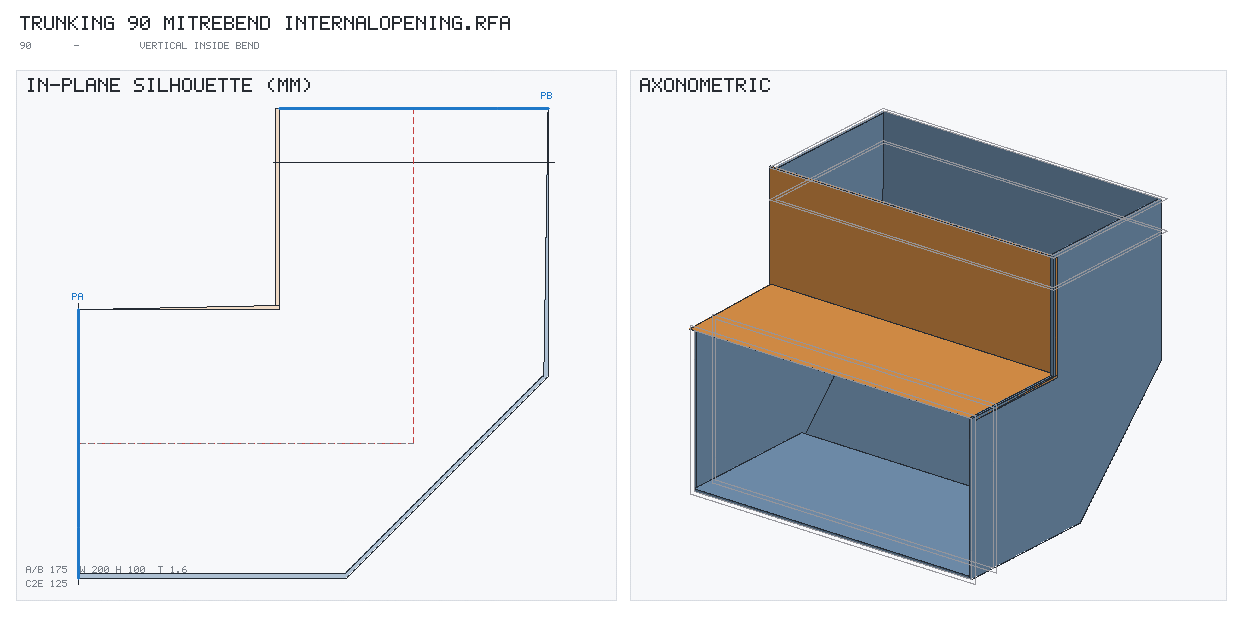 TRUNKING 90 MITREBEND INTERNALOPENING.RFA
90 - VERTICAL INSIDE BEND
IN-PLANE SILHOUETTE (MM)
AXONOMETRIC
PB
PA
A/B 175 W 200 H 100 T 1.6
C2E 125